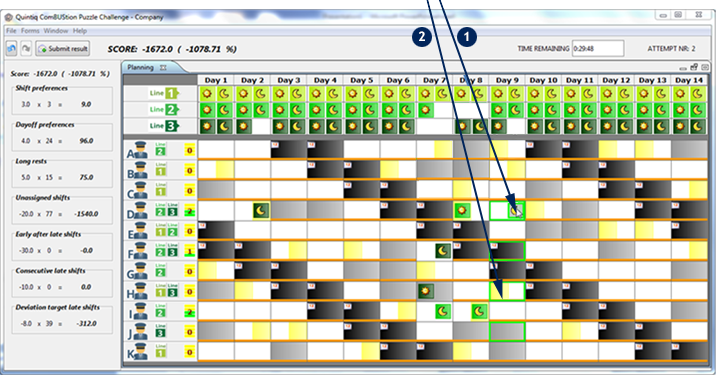 Quintiq ComBUStion Puzzle Challenge - Company
File Forms Window Help
Submit result
SCORE: -1672.0 ( -1078.71 %)
2
1
TIME REMAINING 0:29:48
ATTEMPT NR: 2
Score: -1672.0 ( -1078.71 %)
Shift preferences
3.0 x 3 = 9.0
Dayoff preferences
4.0 x 24 = 96.0
Long rests
5.0 x 15 = 75.0
Unassigned shifts
-20.0 x 77 = -1540.0
Early after late shifts
-30.0 x 0 = -0.0
Consecutive late shifts
-10.0 x 0 = 0.0
Deviation target late shifts
-8.0 x 39 = -312.0
Planning
Day 1 Day 2 Day 3 Day 4 Day 5 Day 6 Day 7 Day 8 Day 9 Day 10 Day 11 Day 12 Day 13 Day 14
Line 1
Line 2
Line 3
A Line 2 0
B Line 1 0
C Line 1 0
D Line 2 Line 3 2
E Line 1 Line 2 0
F Line 2 Line 3 1
G Line 2 0
H Line 1 Line 3 0
I Line 2 2
J Line 3 0
K Line 1 0